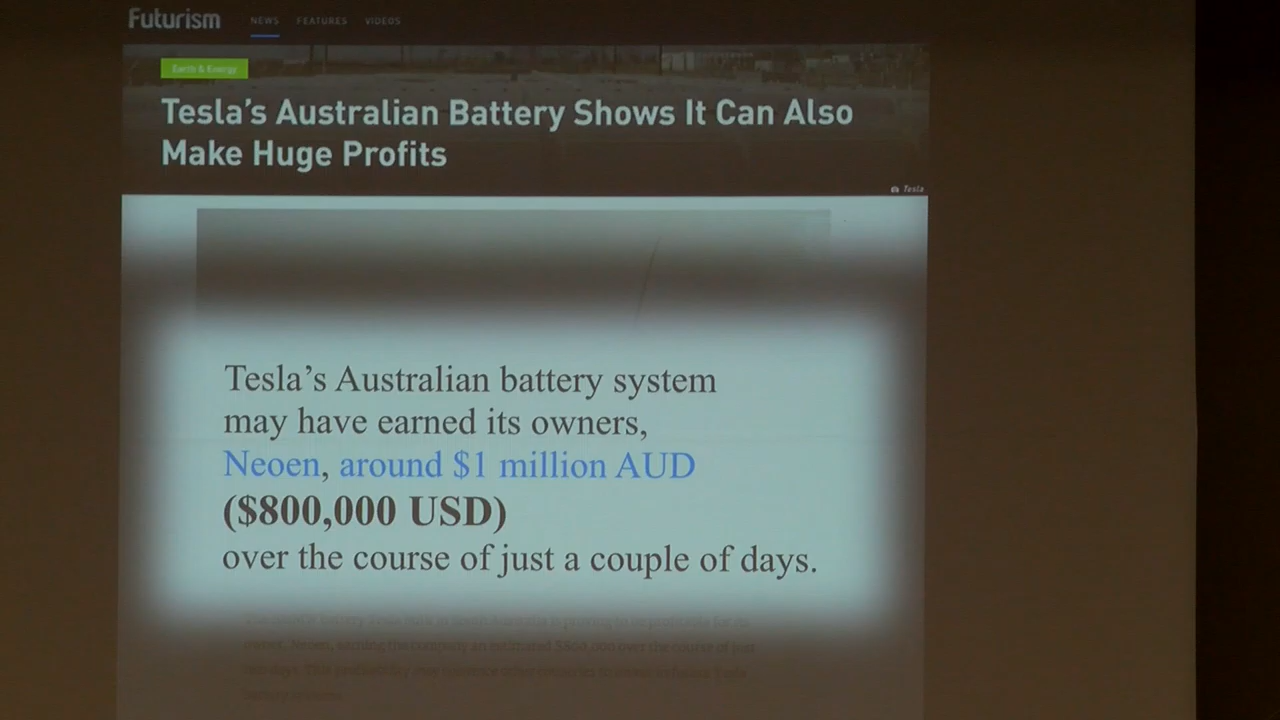 Futurism NEWS FEATURES VIDEOS
Earth & Energy
Tesla's Australian Battery Shows It Can Also
Make Huge Profits
Tesla
Tesla's Australian battery system
may have earned its owners,
Neoen, around $1 million AUD
($800,000 USD)
over the course of just a couple of days.